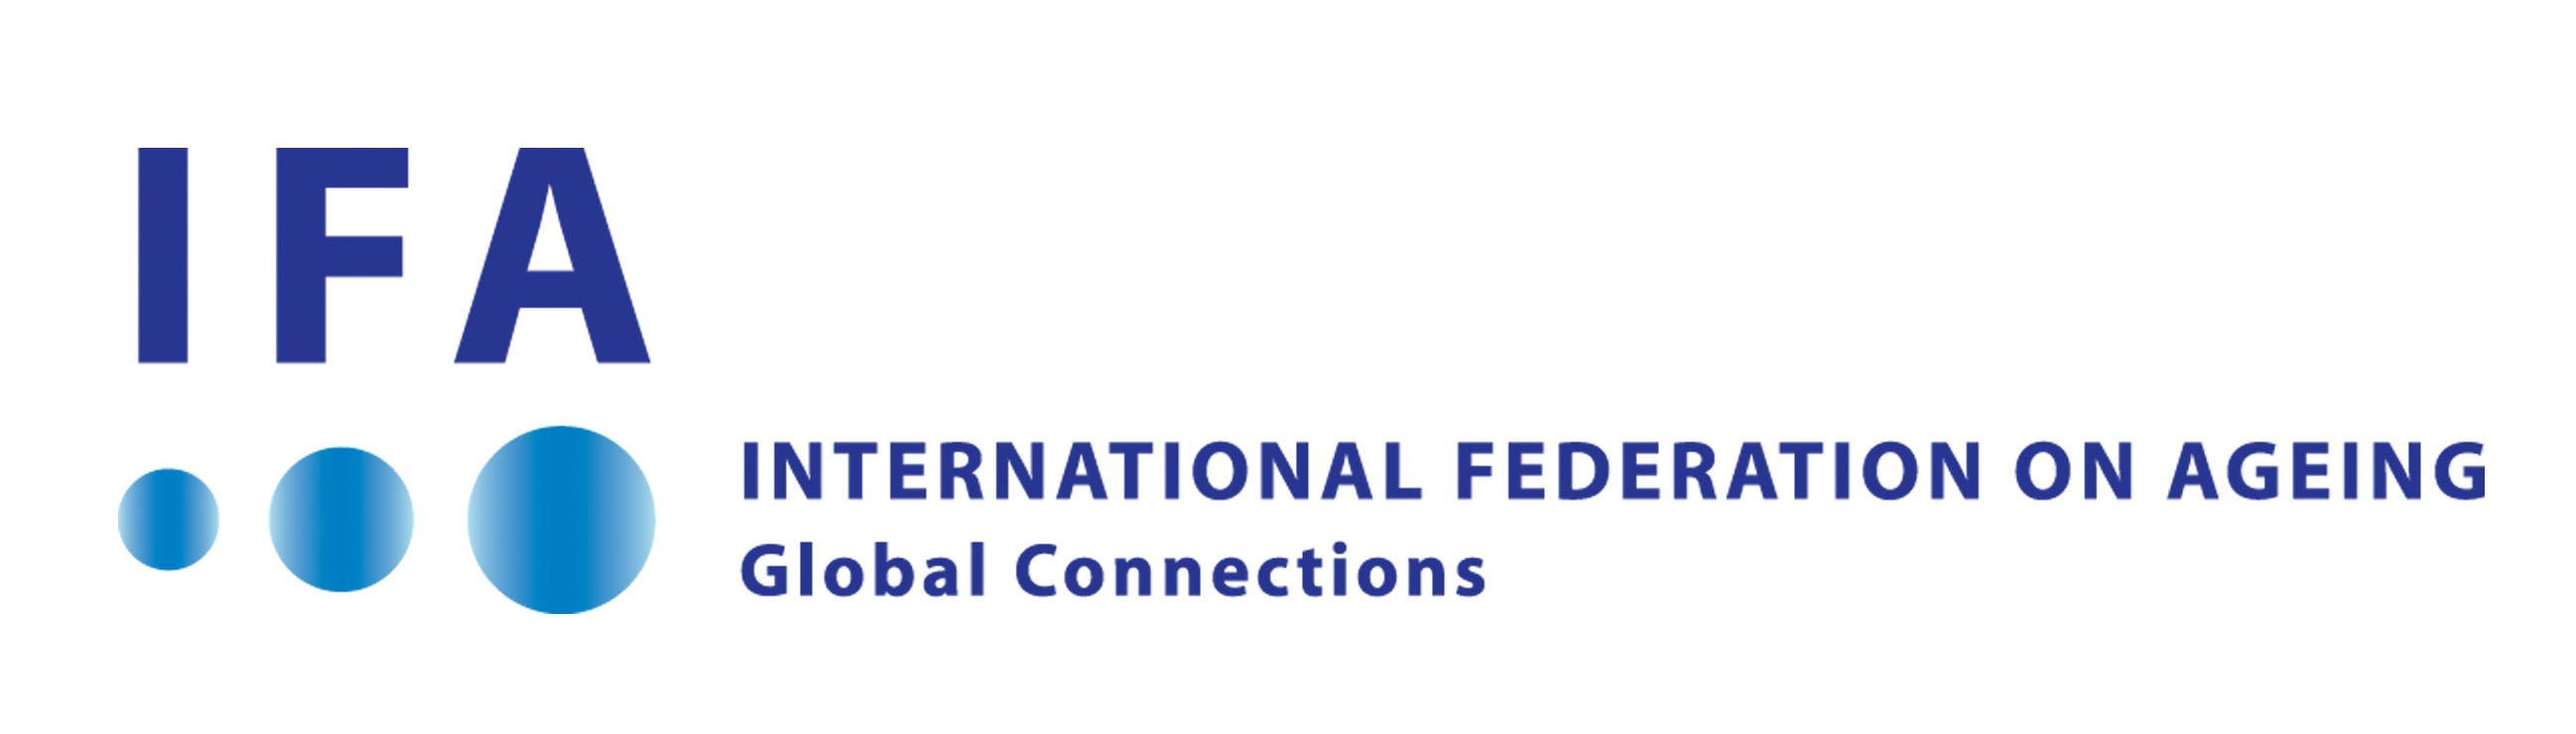 IFA
INTERNATIONAL FEDERATION ON AGEING
Global Connections